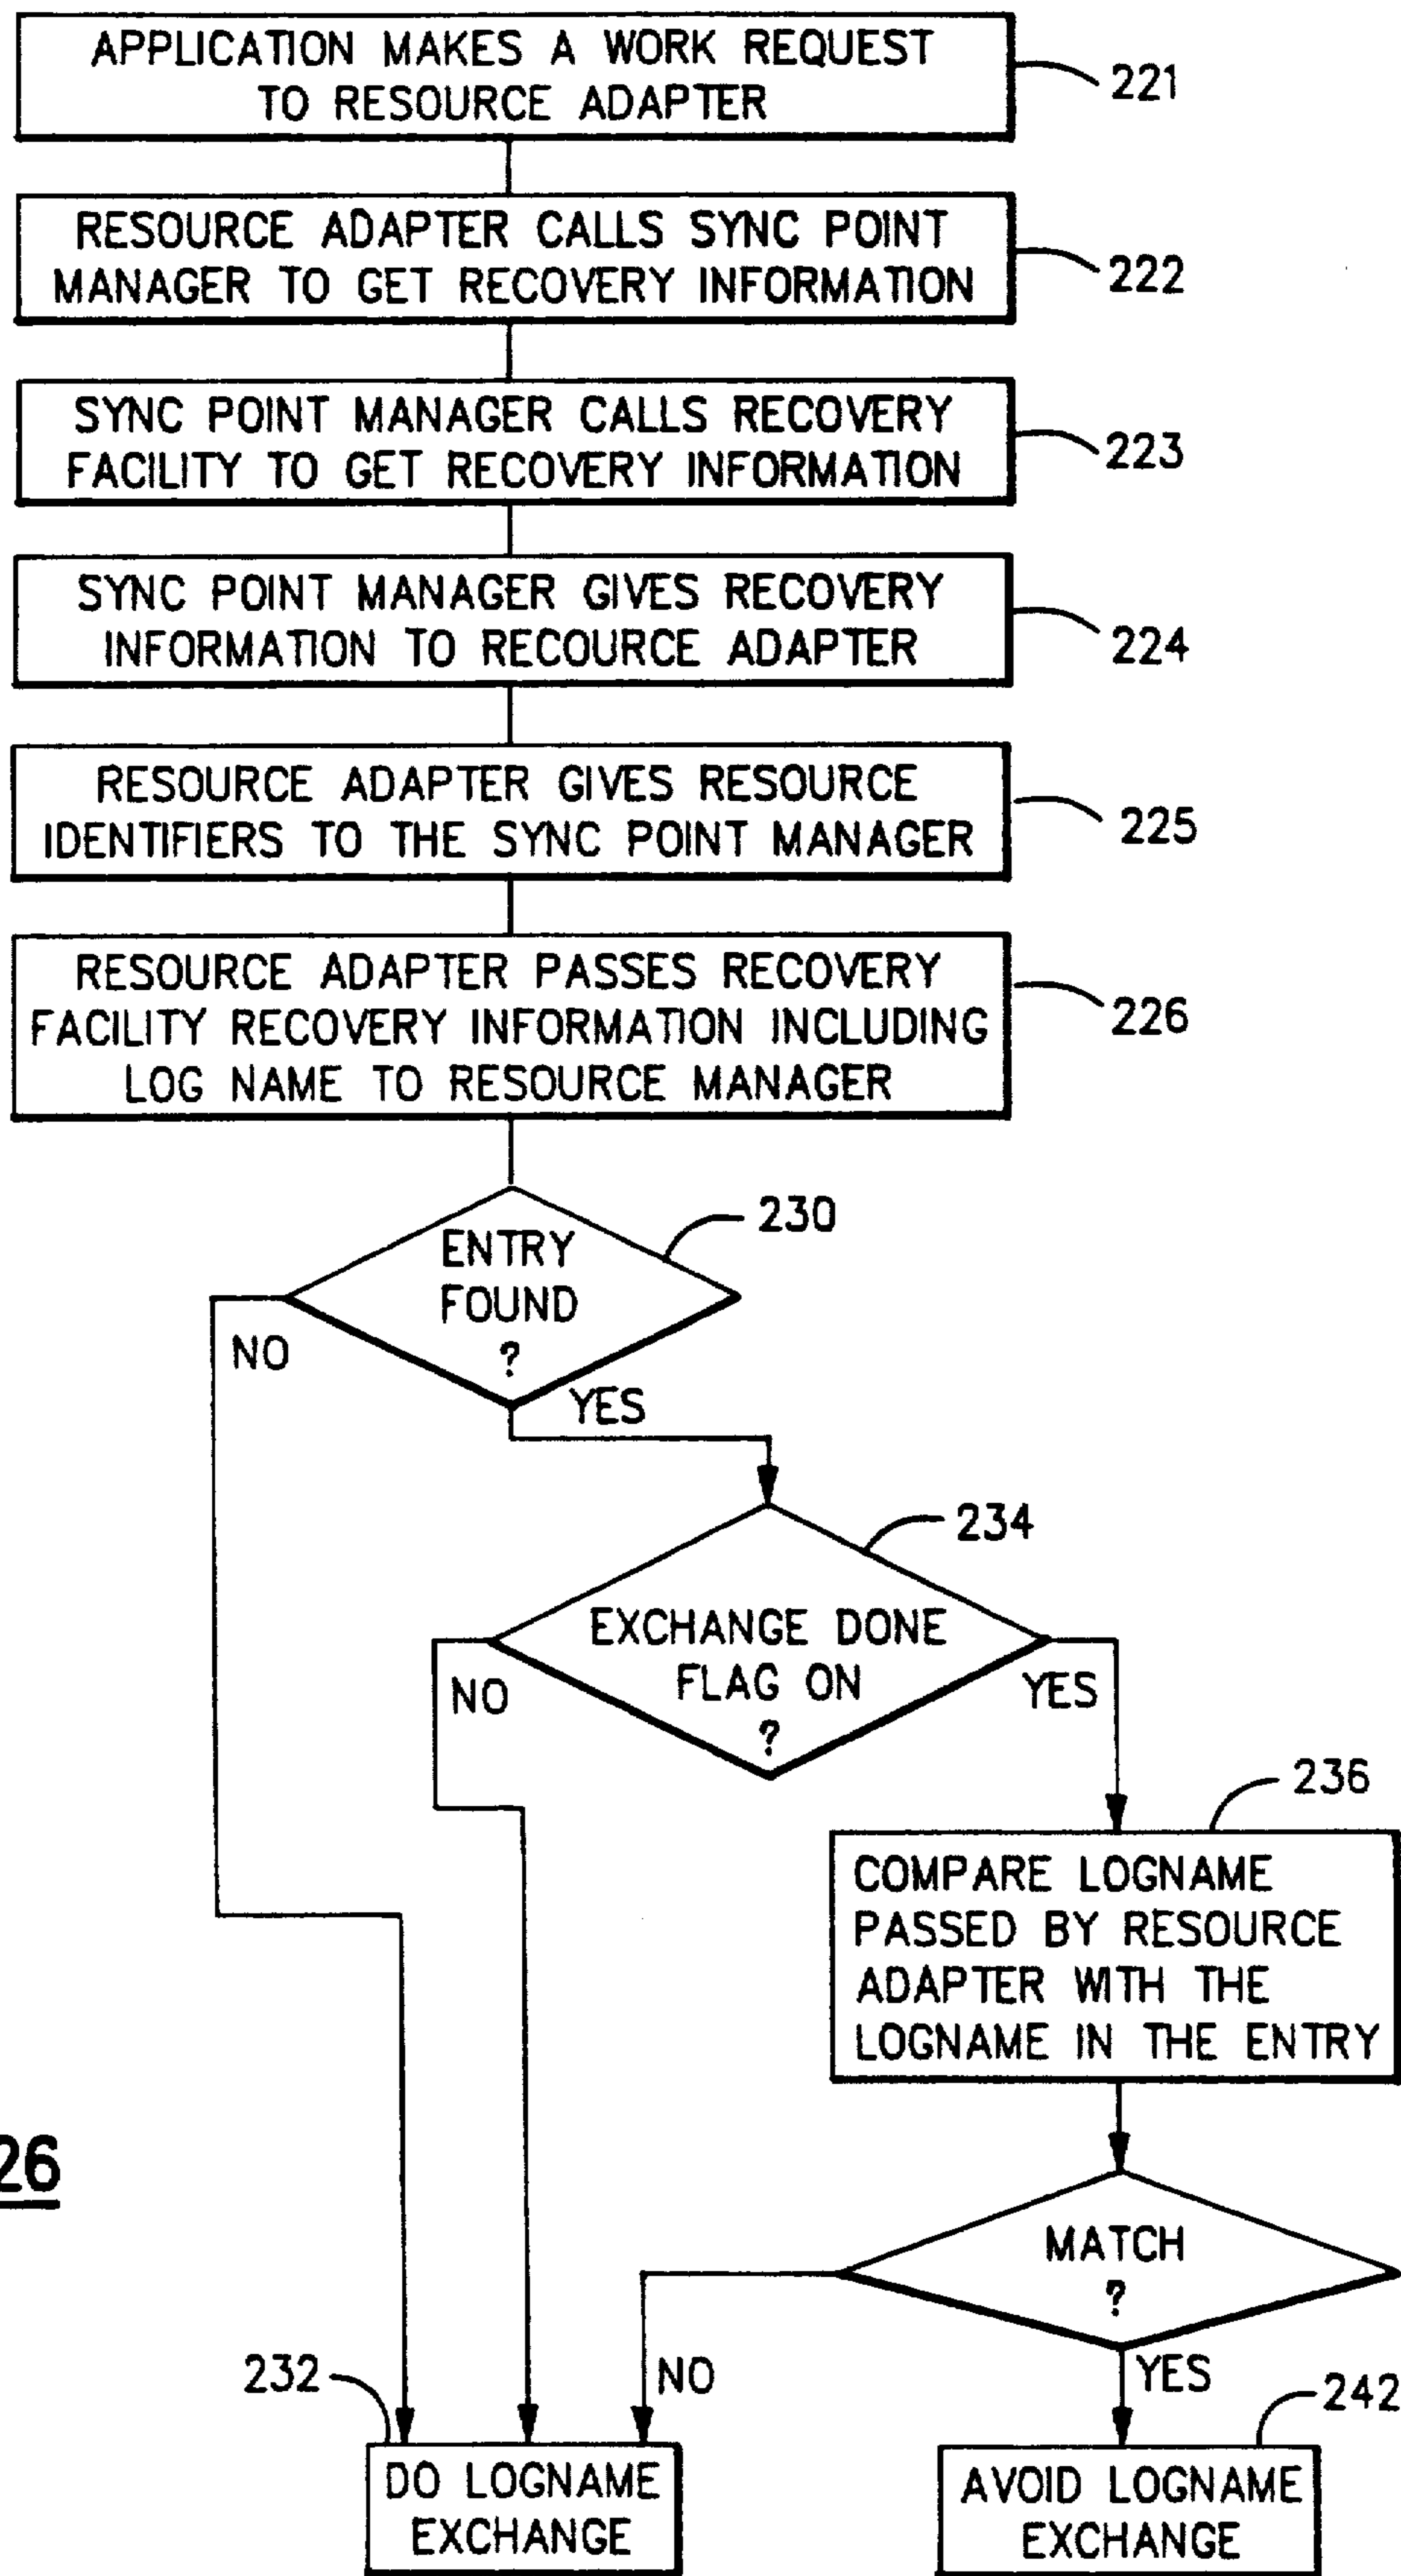 APPLICATION MAKES A WORK REQUEST
TO RESOURCE ADAPTER
221
RESOURCE ADAPTER CALLS SYNC POINT
MANAGER TO GET RECOVERY INFORMATION
222
SYNC POINT MANAGER CALLS RECOVERY
FACILITY TO GET RECOVERY INFORMATION
223
SYNC POINT MANAGER GIVES RECOVERY
INFORMATION TO RECOURCE ADAPTER
224
RESOURCE ADAPTER GIVES RESOURCE
IDENTIFIERS TO THE SYNC POINT MANAGER
225
RESOURCE ADAPTER PASSES RECOVERY
FACILITY RECOVERY INFORMATION INCLUDING
LOG NAME TO RESOURCE MANAGER
226
230
ENTRY
FOUND
?
NO
YES
234
EXCHANGE DONE
FLAG ON
?
NO
YES
236
COMPARE LOGNAME
PASSED BY RESOURCE
ADAPTER WITH THE
LOGNAME IN THE ENTRY
26
MATCH
?
NO
YES
232
242
DO LOGNAME
EXCHANGE
AVOID LOGNAME
EXCHANGE